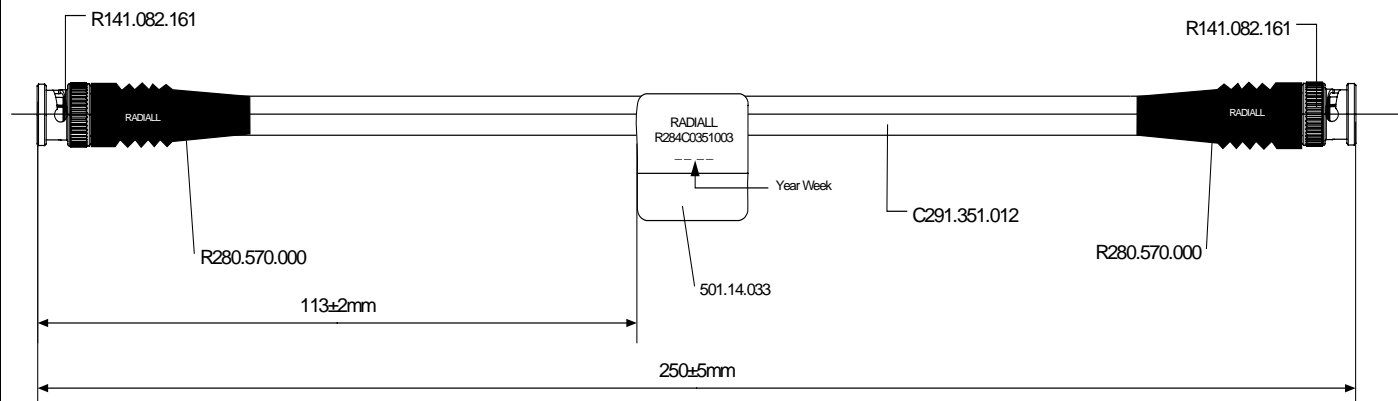 R141.082.161
R141.082.161
RADIALL
RADIALL
RADIALL
R284C0351003
_ _ _ _
Year Week
C291.351.012
R280.570.000
R280.570.000
501.14.033
113±2mm
250±5mm